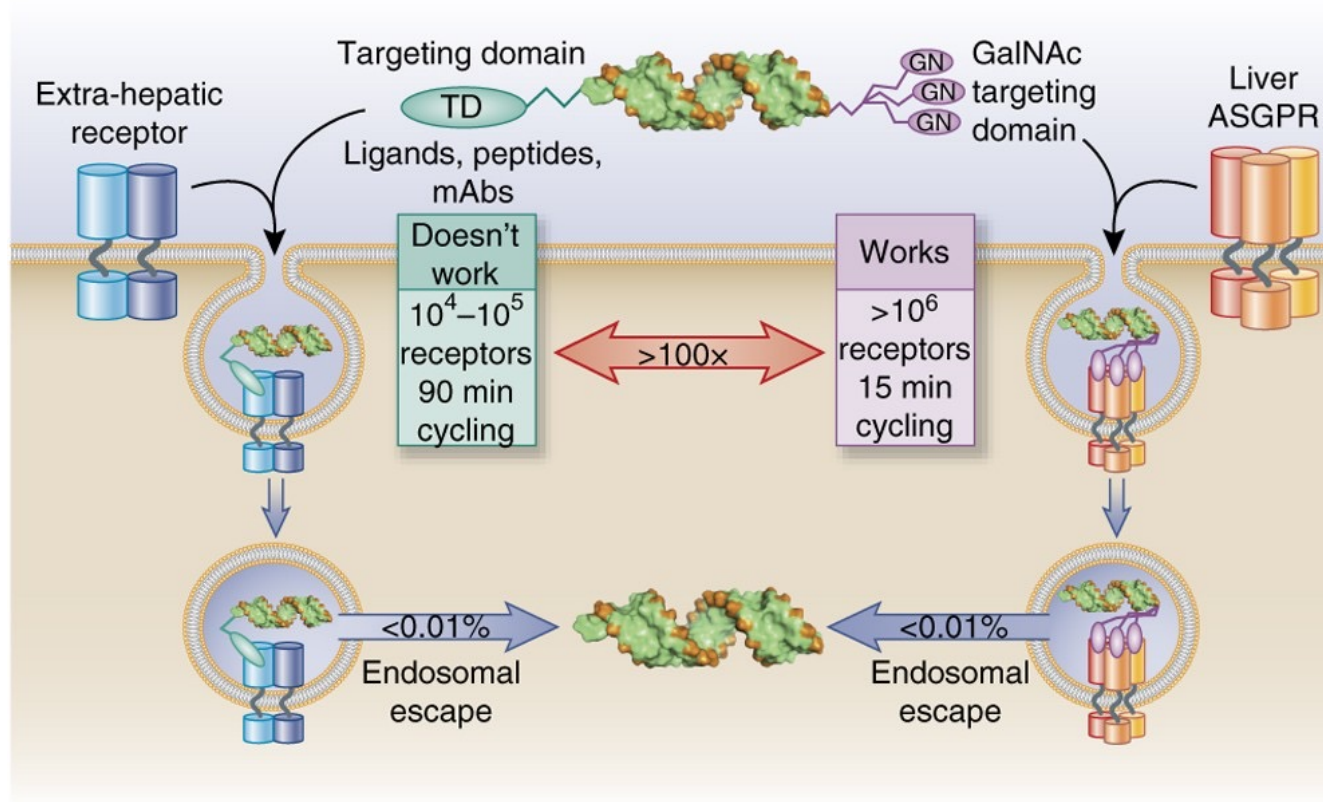 Targeting domain
TD
Ligands, peptides,
mAbs
GN
GN
GN
GalNAc
targeting
domain
Extra-hepatic
receptor
Liver
ASGPR
Doesn't
work
10⁴–10⁵
receptors
90 min
cycling
>100×
Works
>10⁶
receptors
15 min
cycling
<0.01%
Endosomal
escape
<0.01%
Endosomal
escape